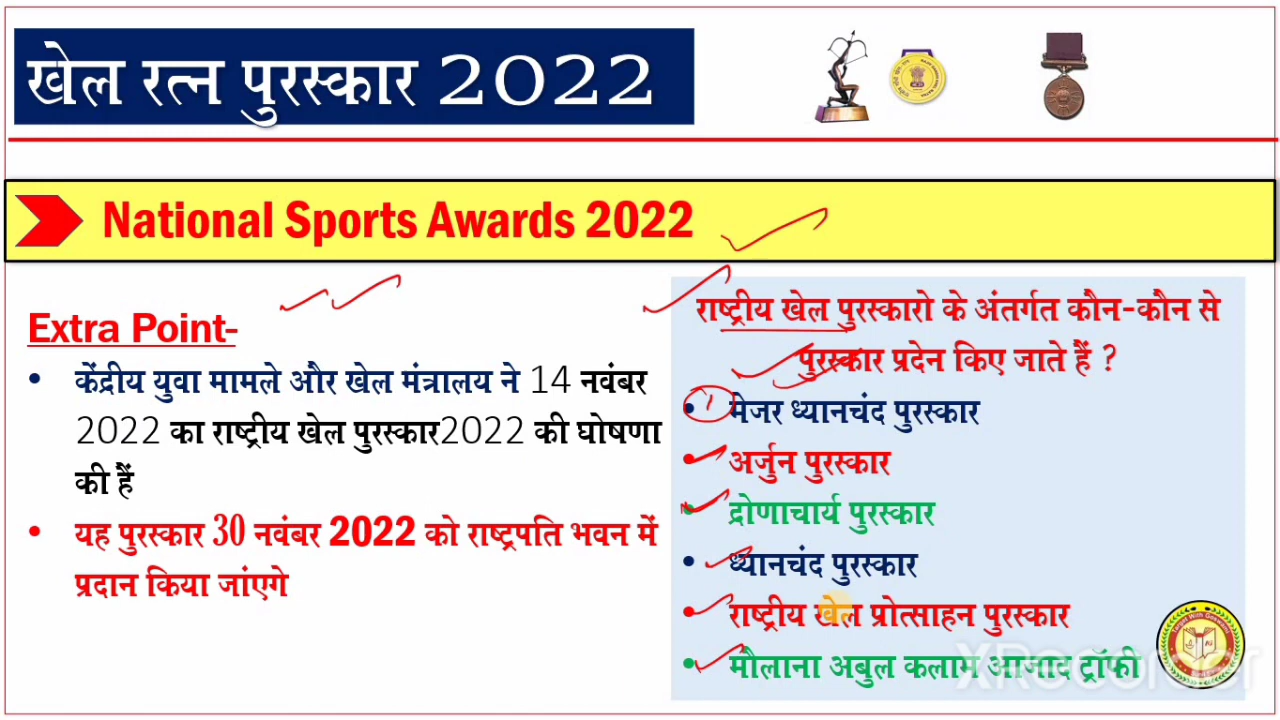 खेल रत्न पुरस्कार 2022
National Sports Awards 2022
Extra Point-
• केंद्रीय युवा मामले और खेल मंत्रालय ने 14 नवंबर
2022 का राष्ट्रीय खेल पुरस्कार2022 की घोषणा
की हैं
• यह पुरस्कार 30 नवंबर 2022 को राष्ट्रपति भवन में
प्रदान किया जांएगे
राष्ट्रीय खेल पुरस्कारो के अंतर्गत कौन-कौन से
पुरस्कार प्रदेन किए जाते हैं ?
• मेजर ध्यानचंद पुरस्कार
• अर्जुन पुरस्कार
• द्रोणाचार्य पुरस्कार
• ध्यानचंद पुरस्कार
• राष्ट्रीय खेल प्रोत्साहन पुरस्कार
• मौलाना अबुल कलाम आजाद ट्रॉफी
XRecorder